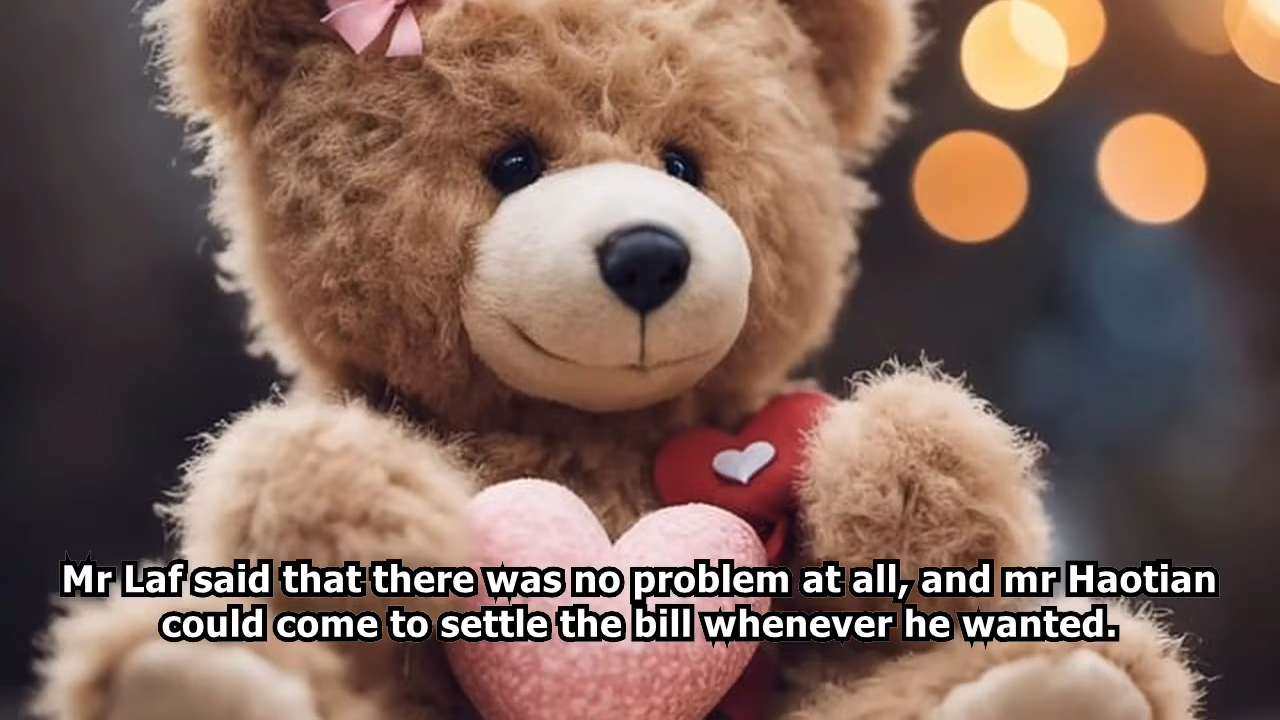 Mr Laf said that there was no problem at all, and mr Haotian
could come to settle the bill whenever he wanted.